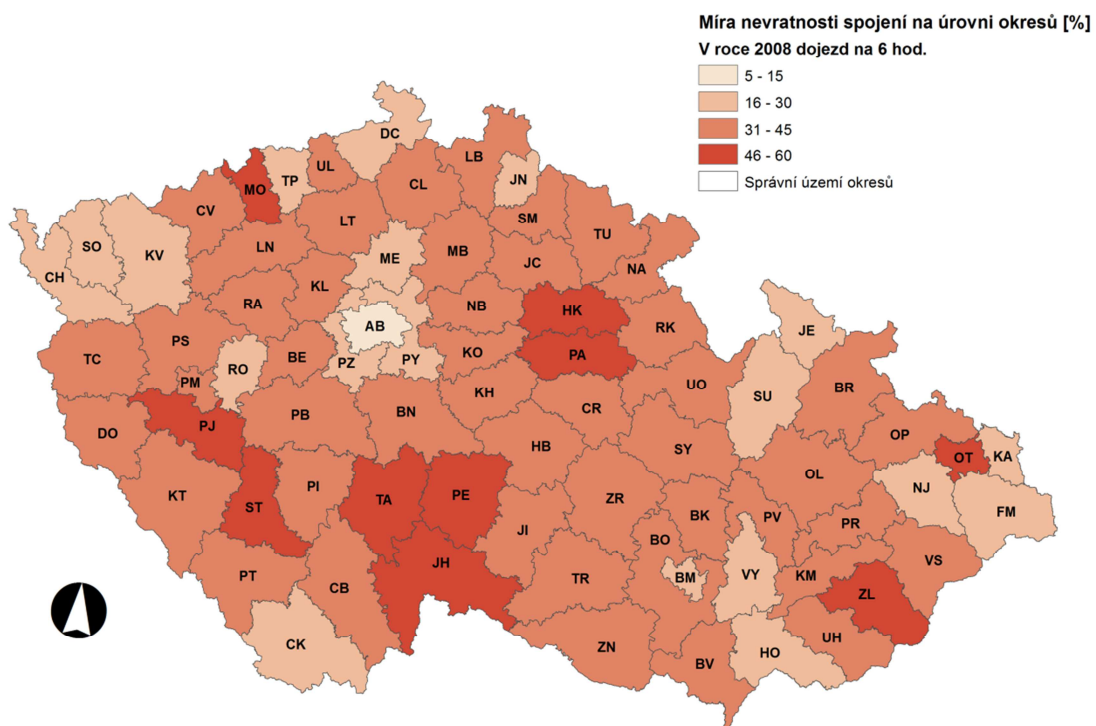 Míra nevratnosti spojení na úrovni okresů [%]
V roce 2008 dojezd na 6 hod.
5 - 15
16 - 30
31 - 45
46 - 60
Správní území okresů
DC
LB
UL
TP
MO
CL
JN
CV
LT
SM
TU
SO
KV
LN
ME
MB
JC
NA
CH
KL
RA
NB
HK
AB
RK
JE
PS
TC
RO
BE
PZ
PY
KO
PA
PM
UO
SU
BR
KH
PB
BN
CR
PJ
DO
HB
SY
OP
OT
KA
OL
NJ
KT
ST
PI
TA
PE
ZR
BK
PV
FM
JI
BO
PR
VS
JH
PT
CB
TR
BM
VY
KM
ZL
CK
ZN
UH
HO
BV